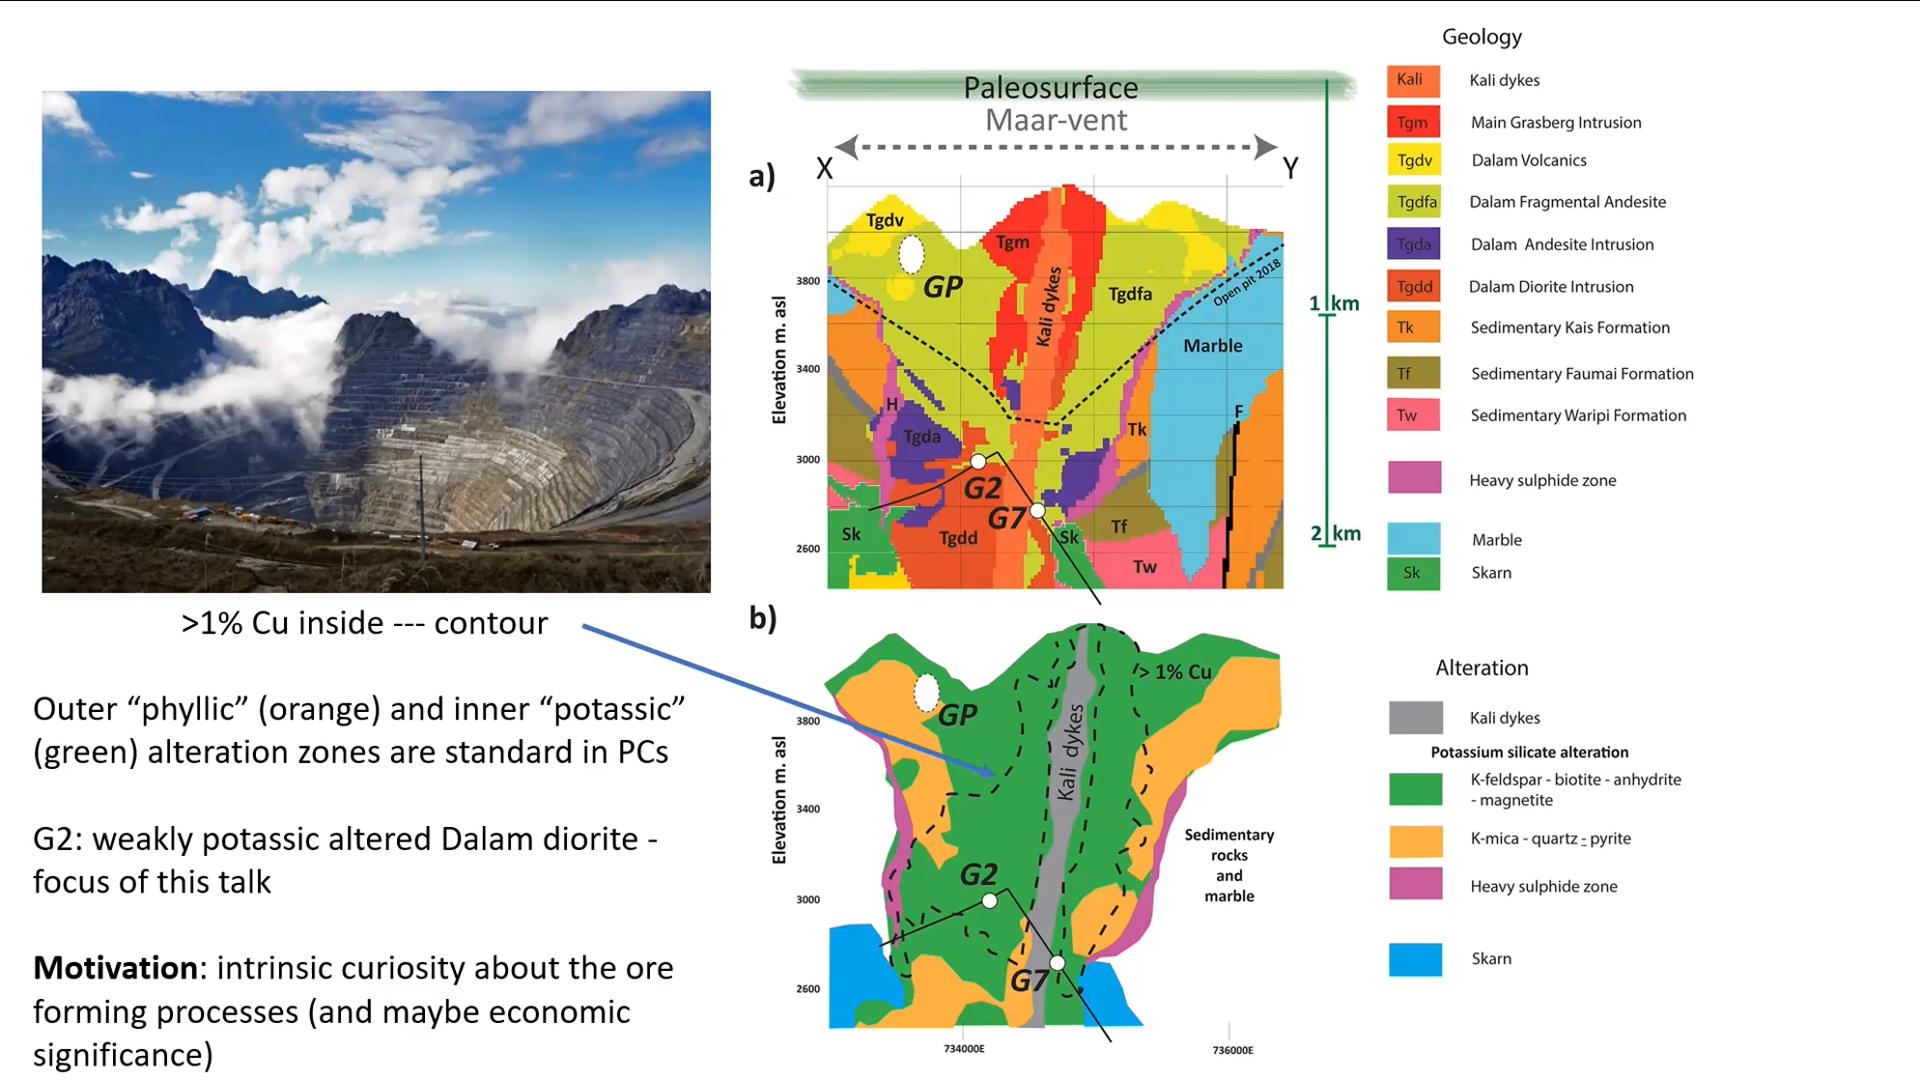 Paleosurface
Maar-vent
X
Y
a)
Tgdv
Tgm
GP
Kali dykes
Tgdfa
Open pit 2018
Marble
H
Tgda
F
Tk
G2
G7
Sk
Tgdd
Sk
Tf
Tw
Elevation m. asl
3800
3400
3000
2600
1 km
2 km
Geology
Kali Kali dykes
Tgm Main Grasberg Intrusion
Tgdv Dalam Volcanics
Tgdfa Dalam Fragmental Andesite
Tgda Dalam Andesite Intrusion
Tgdd Dalam Diorite Intrusion
Tk Sedimentary Kais Formation
Tf Sedimentary Faumai Formation
Tw Sedimentary Waripi Formation
Heavy sulphide zone
Marble
Sk Skarn
>1% Cu inside --- contour
Outer “phyllic” (orange) and inner “potassic”
(green) alteration zones are standard in PCs
G2: weakly potassic altered Dalam diorite -
focus of this talk
Motivation: intrinsic curiosity about the ore
forming processes (and maybe economic
significance)
b)
> 1% Cu
GP
Kali dykes
G2
G7
Sedimentary
rocks
and
marble
Elevation m. asl
3800
3400
3000
2600
734000E
736000E
Alteration
Kali dykes
Potassium silicate alteration
K-feldspar - biotite - anhydrite
- magnetite
K-mica - quartz - pyrite
Heavy sulphide zone
Skarn